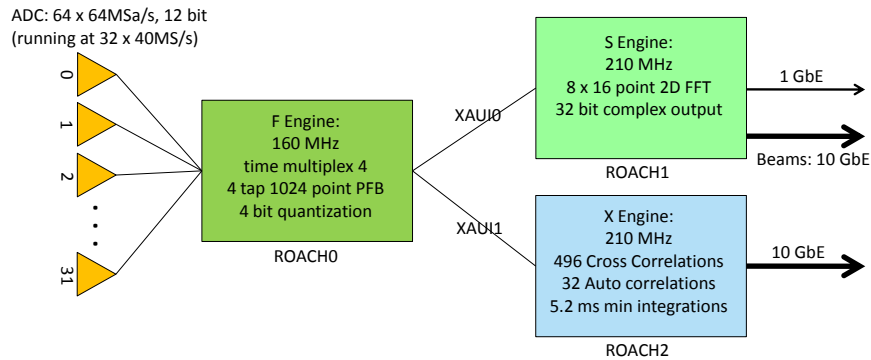 ADC: 64 x 64MSa/s, 12 bit
(running at 32 x 40MS/s)
0
1
2
31
F Engine:
160 MHz
time multiplex 4
4 tap 1024 point PFB
4 bit quantization
ROACH0
XAUI0
XAUI1
S Engine:
210 MHz
8 x 16 point 2D FFT
32 bit complex output
ROACH1
1 GbE
Beams: 10 GbE
X Engine:
210 MHz
496 Cross Correlations
32 Auto correlations
5.2 ms min integrations
ROACH2
10 GbE